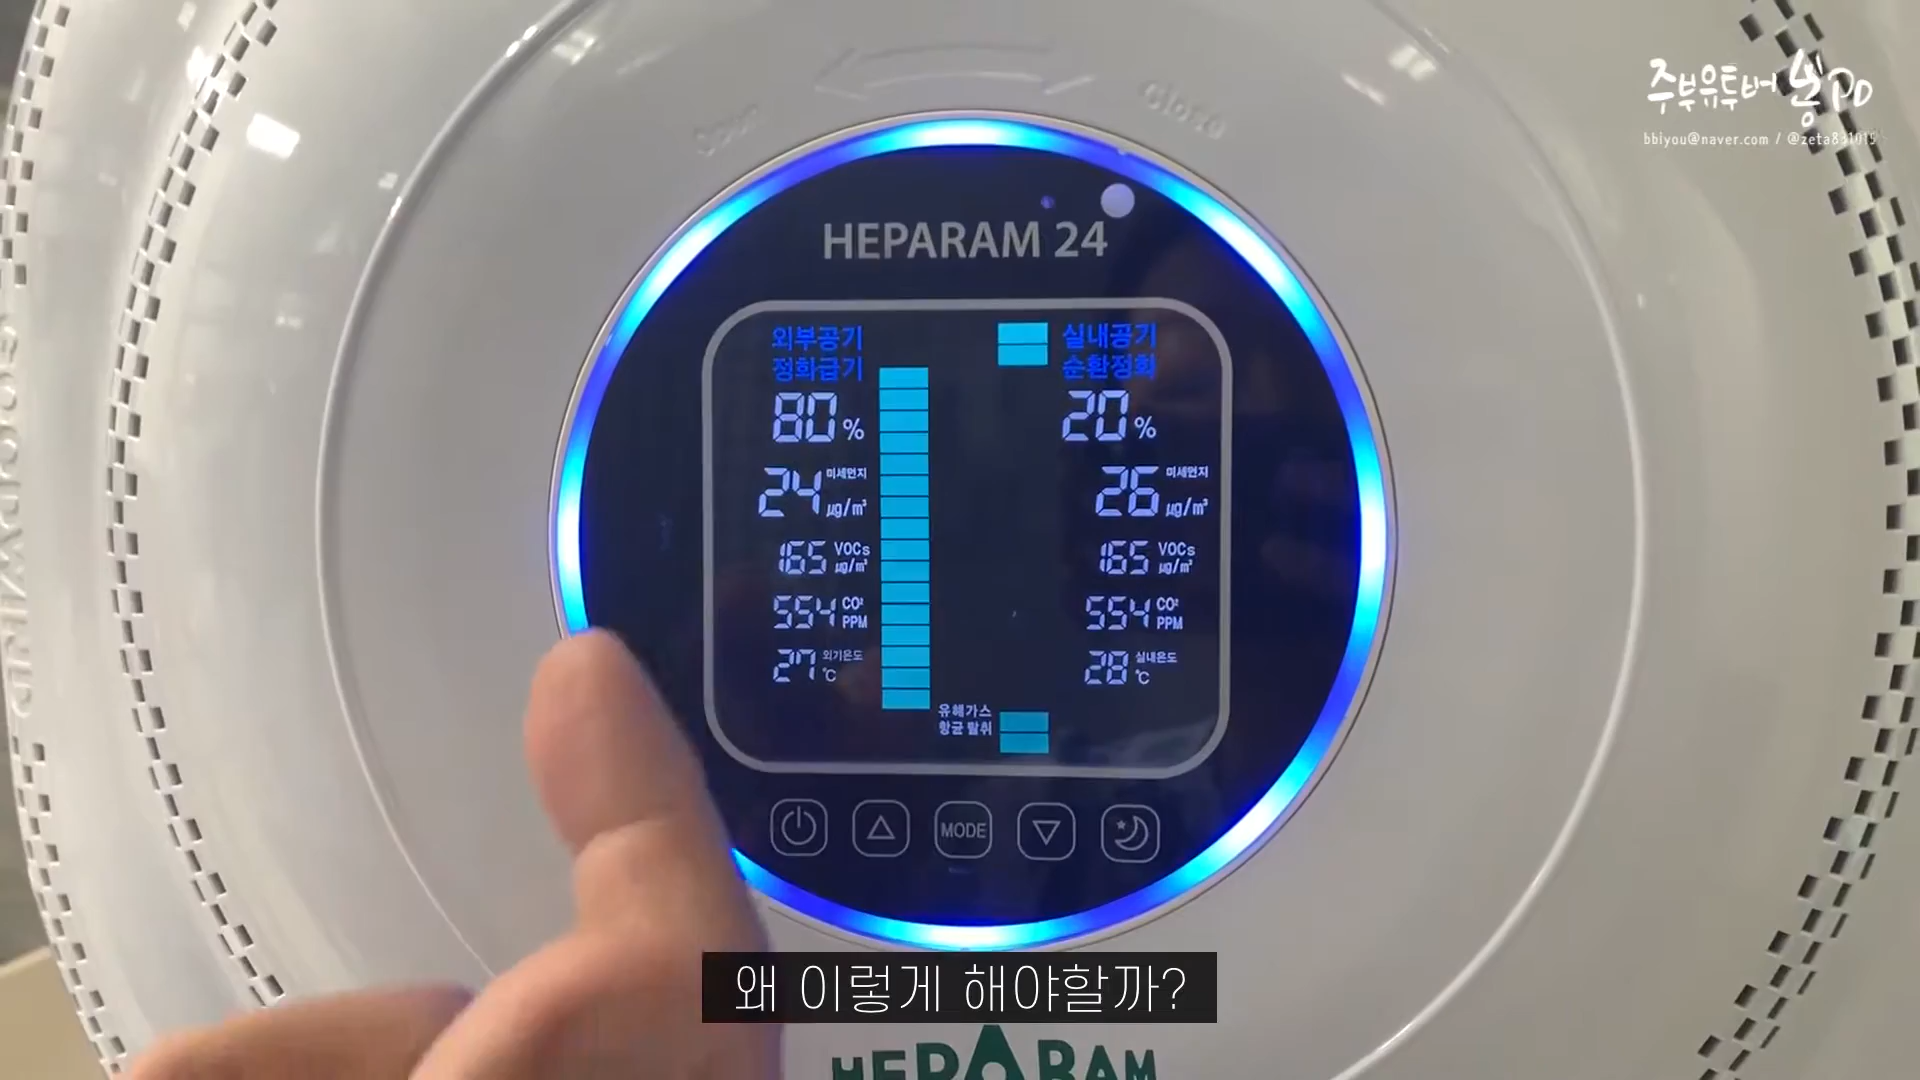 주부유튜버 봉PD
bbiyou@naver.com / @zeta831015
Close
HEPARAM 24
외부공기
정화급기
80 %
24 미세먼지 μg/m³
165 VOCs μg/m³
554 CO² PPM
27 외기온도 ℃
실내공기
순환정화
20 %
26 미세먼지 μg/m³
165 VOCs μg/m³
554 CO² PPM
28 실내온도 ℃
유해가스
항균 탈취
MODE
왜 이렇게 해야할까?
HEPARAM